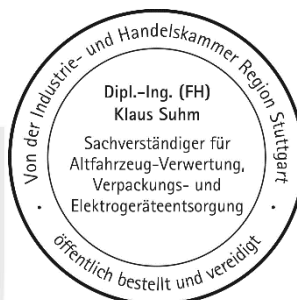 Von der Industrie- und Handelskammer Region Stuttgart
Dipl.-Ing. (FH)
Klaus Suhm
Sachverständiger für
Altfahrzeug-Verwertung,
Verpackungs- und
Elektrogeräteentsorgung
· öffentlich bestellt und vereidigt ·